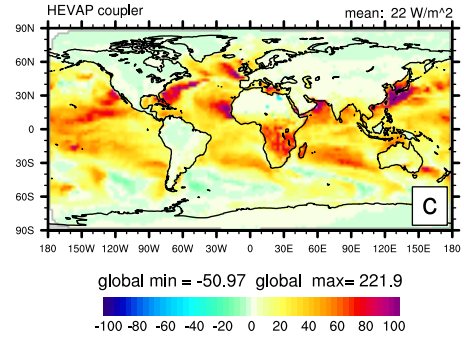 HEVAP coupler mean: 22 W/m^2
90N
60N
30N
0
30S
60S
90S
C
180 150W 120W 90W 60W 30W 0 30E 60E 90E 120E 150E 180
global min = -50.97 global max= 221.9
-100 -80 -60 -40 -20 0 20 40 60 80 100